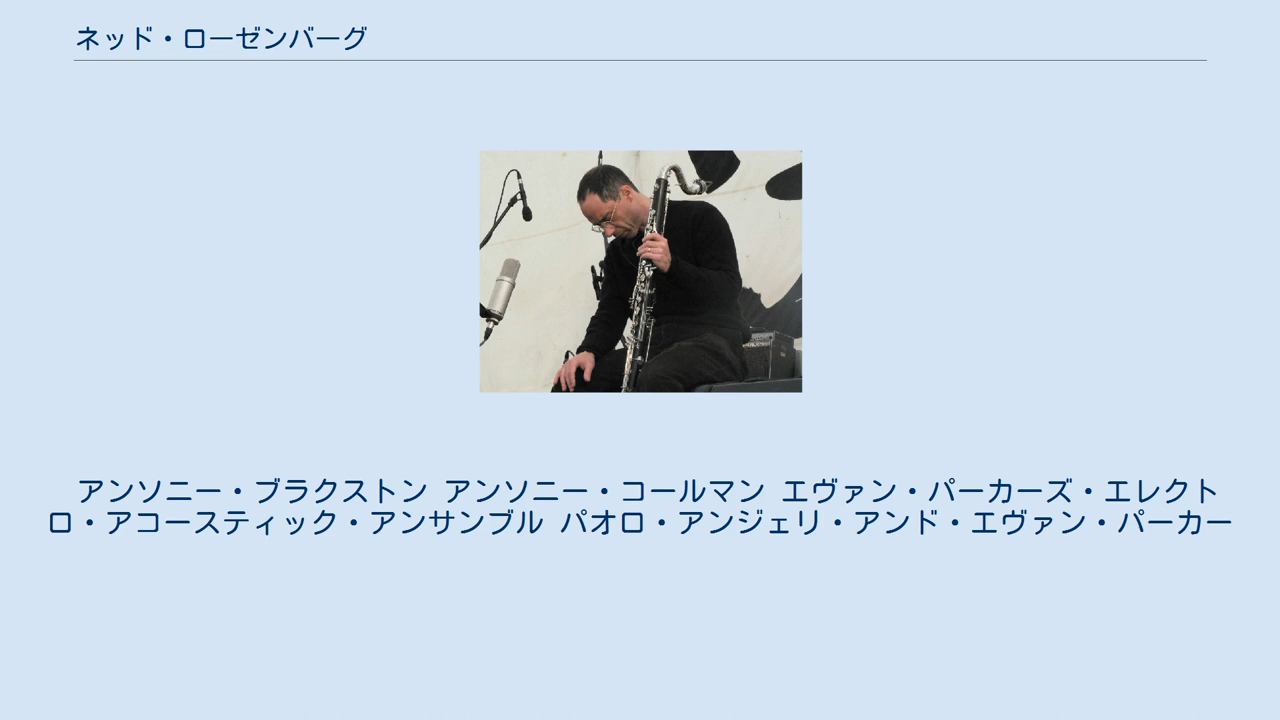 ネッド・ローゼンバーグ
アンソニー・ブラクストン アンソニー・コールマン エヴァン・パーカーズ・エレクト
ロ・アコースティック・アンサンブル パオロ・アンジェリ・アンド・エヴァン・パーカー